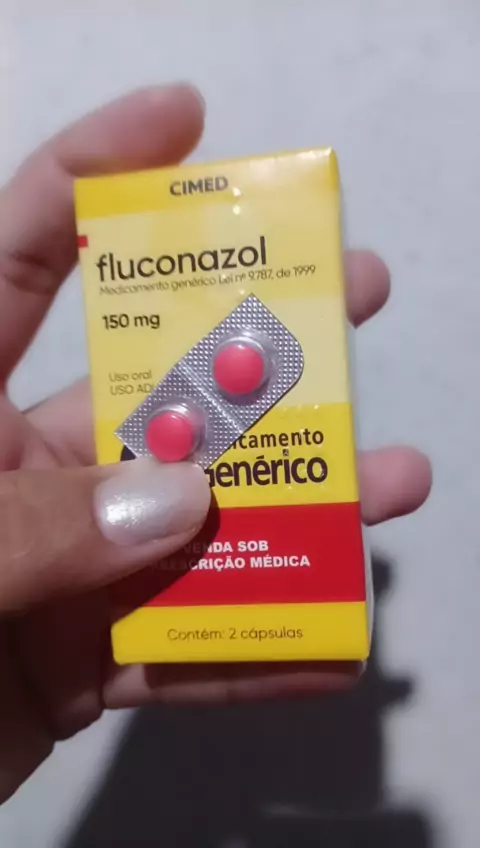 CIMED
fluconazol
Medicamento genérico Lei nº 9.787, de 1999
150 mg
Uso oral
USO AD
icamento
Genérico
VENDA SOB
PRESCRIÇÃO MÉDICA
Contém: 2 cápsulas